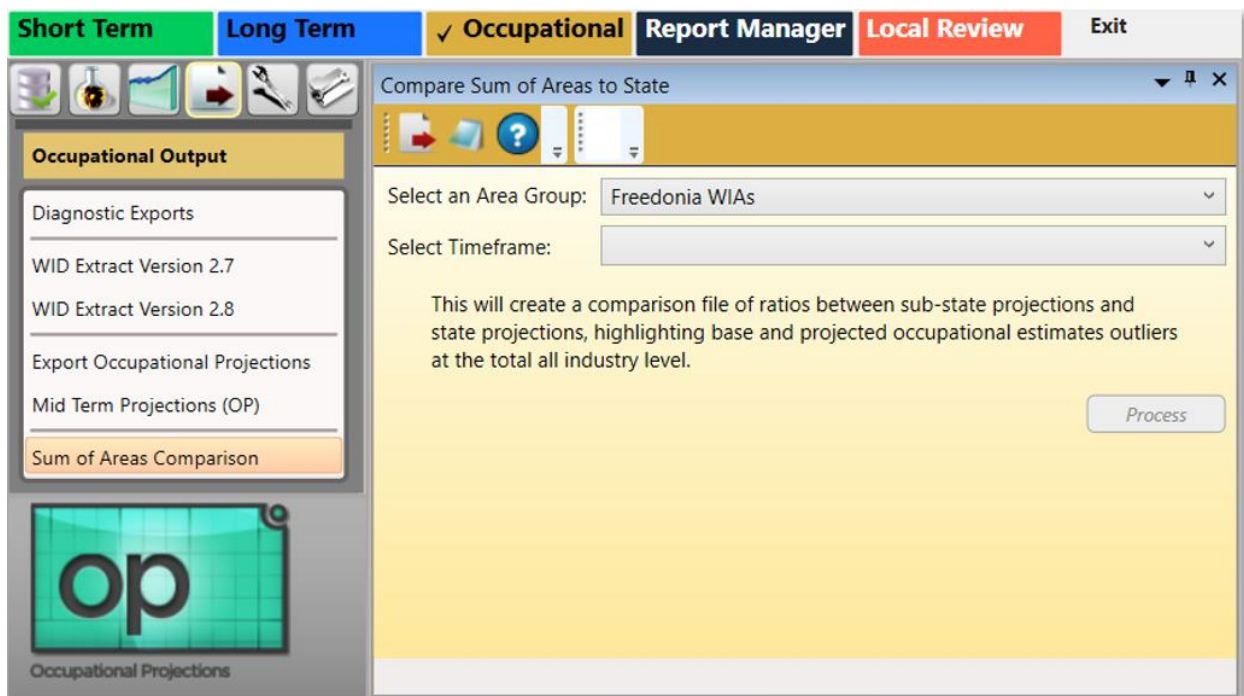 Short Term
Long Term
✓ Occupational
Report Manager
Local Review
Exit
Occupational Output
Diagnostic Exports
WID Extract Version 2.7
WID Extract Version 2.8
Export Occupational Projections
Mid Term Projections (OP)
Sum of Areas Comparison
op
Occupational Projections
Compare Sum of Areas to State
?
Select an Area Group: Freedonia WIAs
Select Timeframe:
This will create a comparison file of ratios between sub-state projections and
state projections, highlighting base and projected occupational estimates outliers
at the total all industry level.
Process